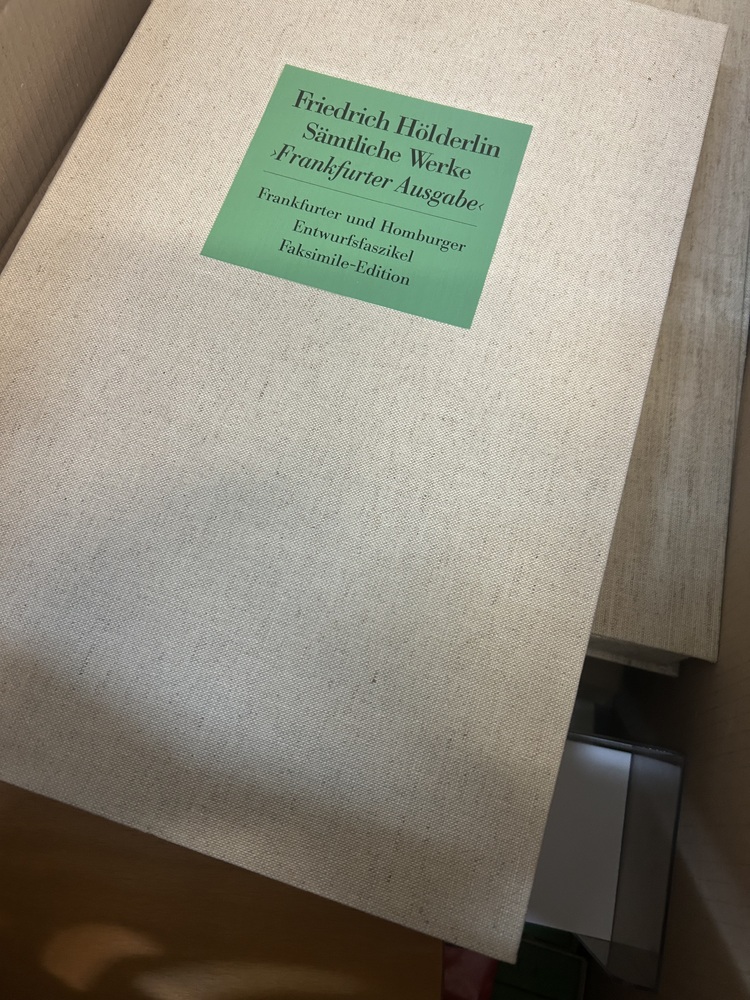 Friedrich Hölderlin
Sämtliche Werke
›Frankfurter Ausgabe‹
Frankfurter und Homburger
Entwurfsfaszikel
Faksimile-Edition